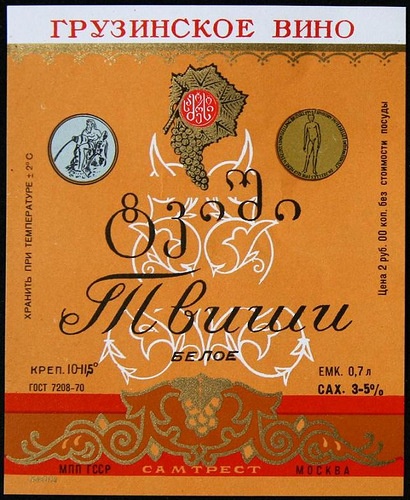 ГРУЗИНСКОЕ ВИНО
ტვიში
Твиши
БЕЛОЕ
ХРАНИТЬ ПРИ ТЕМПЕРАТУРЕ ± 2° С
Цена 2 руб. 00 коп. без стоимости посуды
КРЕП. 10-11,5°
ГОСТ 7208-70
ЕМК. 0,7 л
САХ. 3-5%
МПП ГССР
САМТРЕСТ
МОСКВА